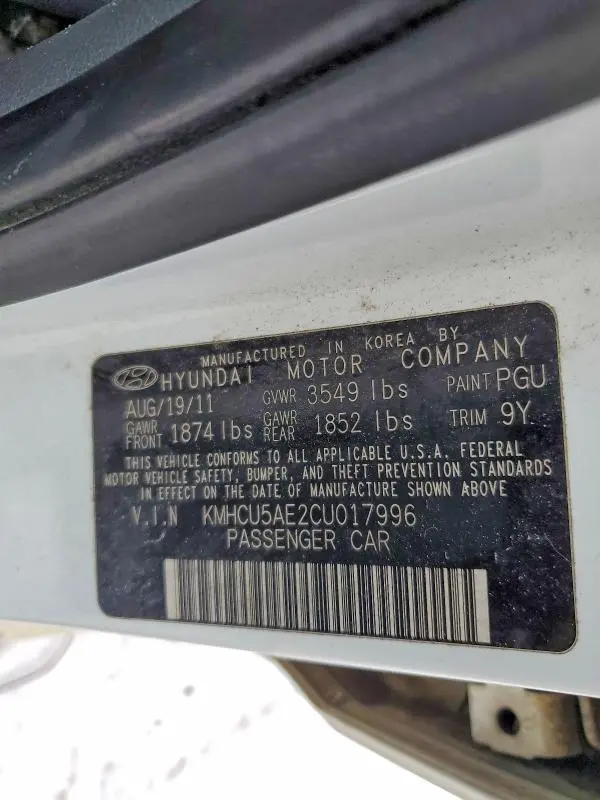 MANUFACTURED IN KOREA BY
HYUNDAI MOTOR COMPANY
AUG/19/11 GVWR 3549 lbs PAINT PGU
GAWR FRONT 1874 lbs GAWR REAR 1852 lbs TRIM 9Y
THIS VEHICLE CONFORMS TO ALL APPLICABLE U.S.A. FEDERAL
MOTOR VEHICLE SAFETY, BUMPER, AND THEFT PREVENTION STANDARDS
IN EFFECT ON THE DATE OF MANUFACTURE SHOWN ABOVE
V.I.N KMHCU5AE2CU017996
PASSENGER CAR